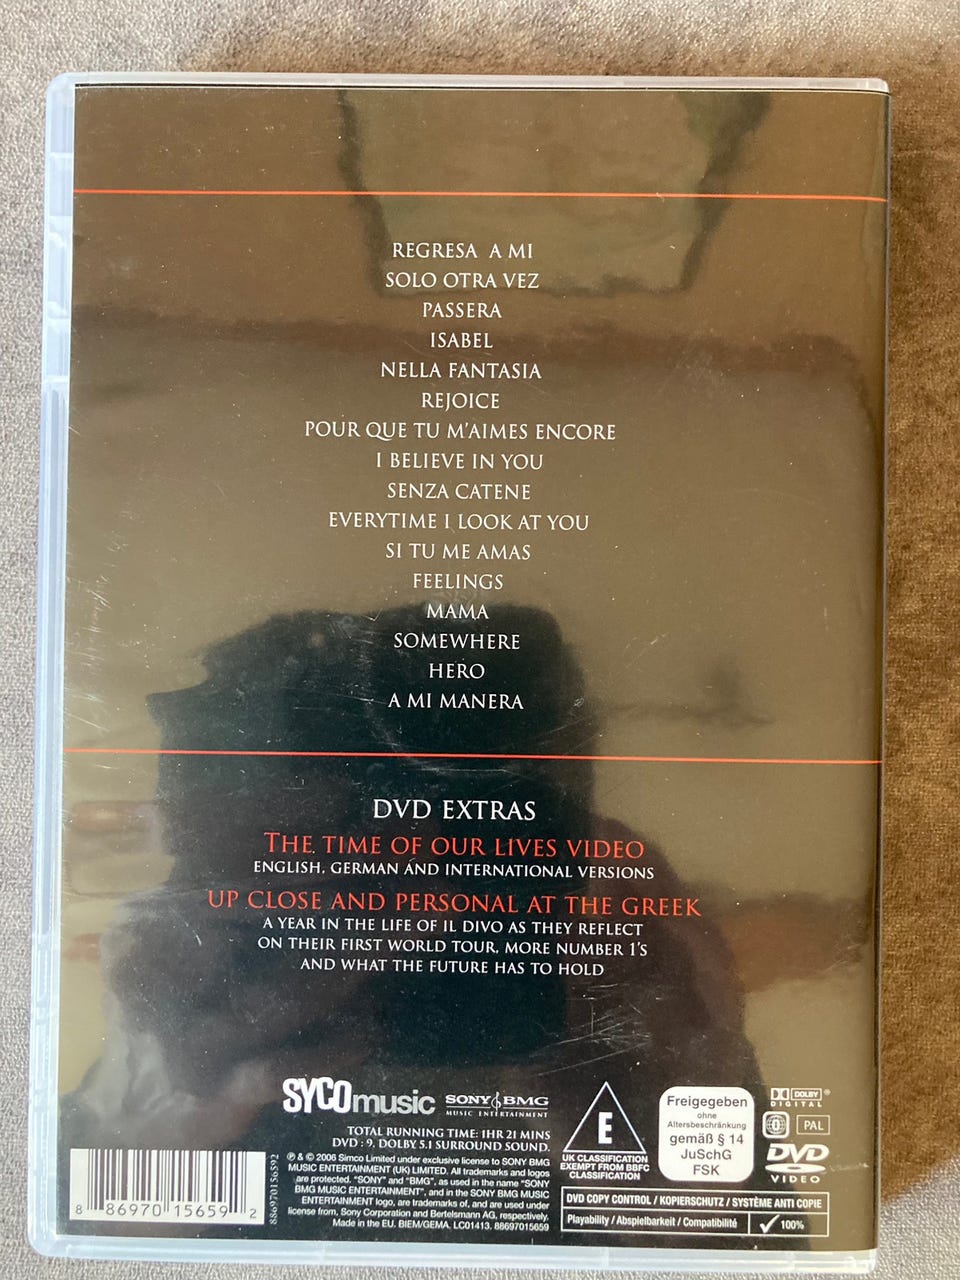 REGRESA A MI
SOLO OTRA VEZ
PASSERA
ISABEL
NELLA FANTASIA
REJOICE
POUR QUE TU M'AIMES ENCORE
I BELIEVE IN YOU
SENZA CATENE
EVERYTIME I LOOK AT YOU
SI TU ME AMAS
FEELINGS
MAMA
SOMEWHERE
HERO
A MI MANERA
DVD EXTRAS
THE TIME OF OUR LIVES VIDEO
ENGLISH, GERMAN AND INTERNATIONAL VERSIONS
UP CLOSE AND PERSONAL AT THE GREEK
A YEAR IN THE LIFE OF IL DIVO AS THEY REFLECT
ON THEIR FIRST WORLD TOUR, MORE NUMBER 1'S
AND WHAT THE FUTURE HAS TO HOLD
SYCOmusic
SONY BMG
MUSIC ENTERTAINMENT
TOTAL RUNNING TIME: 1HR 21 MINS
DVD : 9. DOLBY 5.1 SURROUND SOUND.
℗ & © 2006 Simco Limited under exclusive license to SONY BMG
MUSIC ENTERTAINMENT (UK) LIMITED. All trademarks and logos
are protected. "SONY" and "BMG", as used in the name "SONY
BMG MUSIC ENTERTAINMENT", and in the SONY BMG MUSIC
ENTERTAINMENT logo, are trademarks of, and are used under
license from, Sony Corporation and Bertelsmann AG, respectively.
Made in the EU. BIEM/GEMA, LC01413. 88697015659
8 86970 15659 2
886970156592
E
UK CLASSIFICATION
EXEMPT FROM BBFC
CLASSIFICATION
Freigegeben
ohne
Altersbeschränkung
gemäß § 14
JuSchG
FSK
DOLBY
DIGITAL
0
PAL
DVD
VIDEO
DVD COPY CONTROL / KOPIERSCHUTZ / SYSTÈME ANTI COPIE
Playability / Abspielbarkeit / Compatibilité ✓ 100%